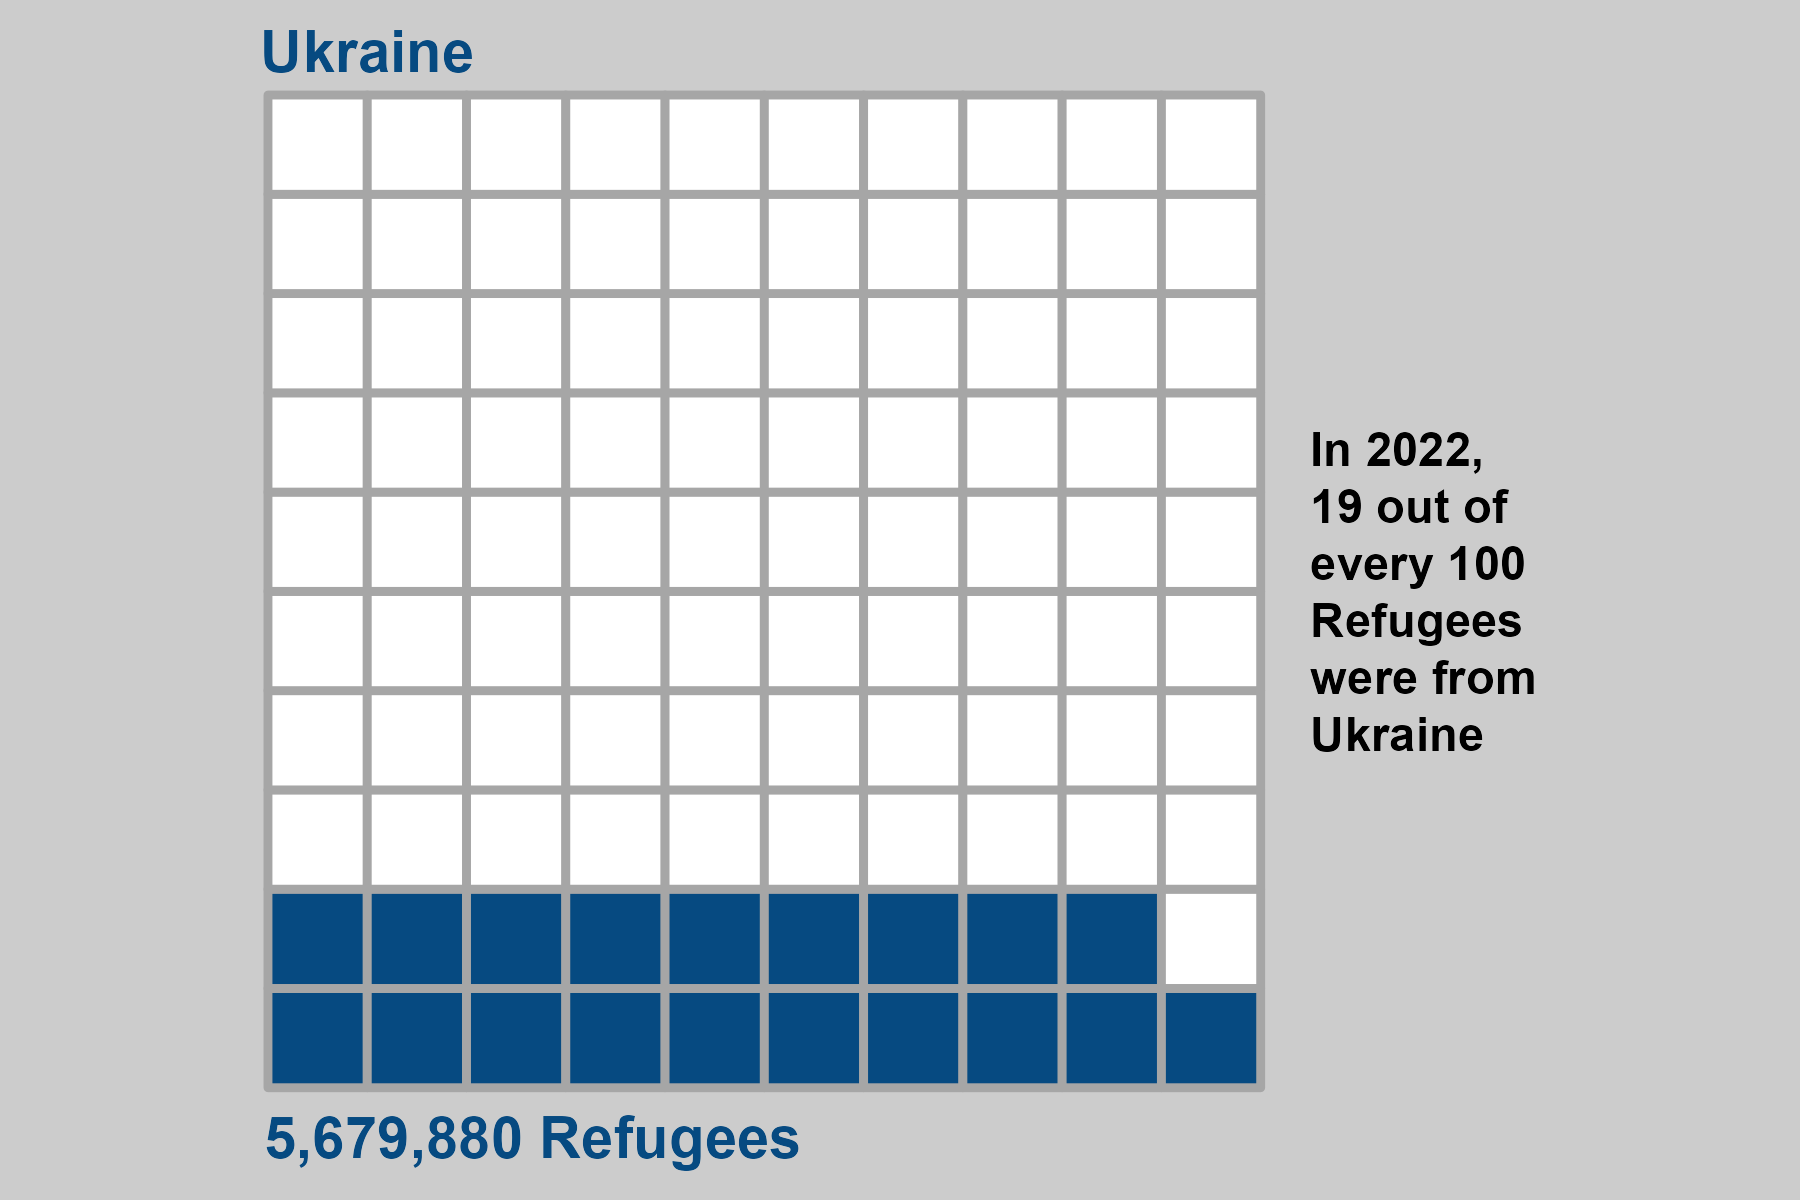 Ukraine
In 2022,
19 out of
every 100
Refugees
were from
Ukraine
5,679,880 Refugees